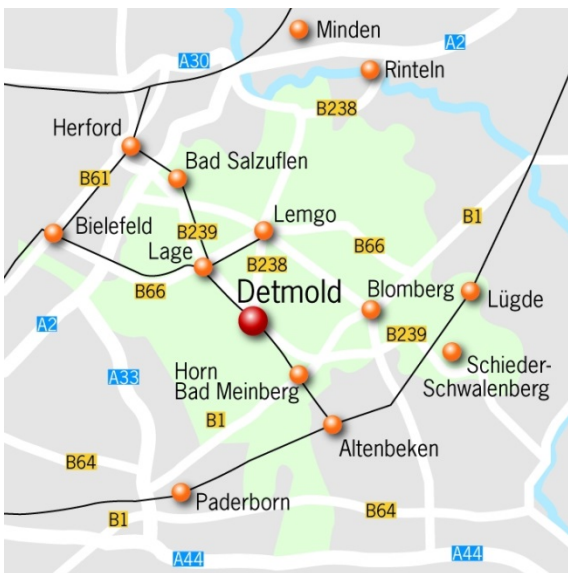 Minden
A2
A30
Rinteln
B238
Herford
Bad Salzuflen
B61
Lemgo
B1
Bielefeld
B239
B66
Lage
B238
B66
Detmold
Blomberg
Lügde
A2
B239
A33
Horn
Bad Meinberg
Schieder-
Schwalenberg
B1
Altenbeken
B64
Paderborn
B1
B64
A44
A44